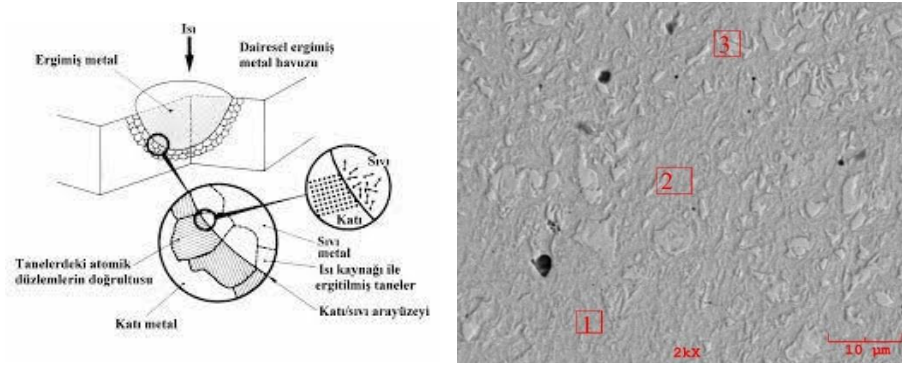 Isı
Ergimiş metal
Dairesel ergimiş
metal havuzu
Sıvı
Katı
Tanelerdeki atomik
düzlemlerin doğrultusu
Katı metal
Sıvı
metal
Isı kaynağı ile
ergitilmiş taneler
Katı/sıvı arayüzeyi
3
2
1
2kX
10 µm